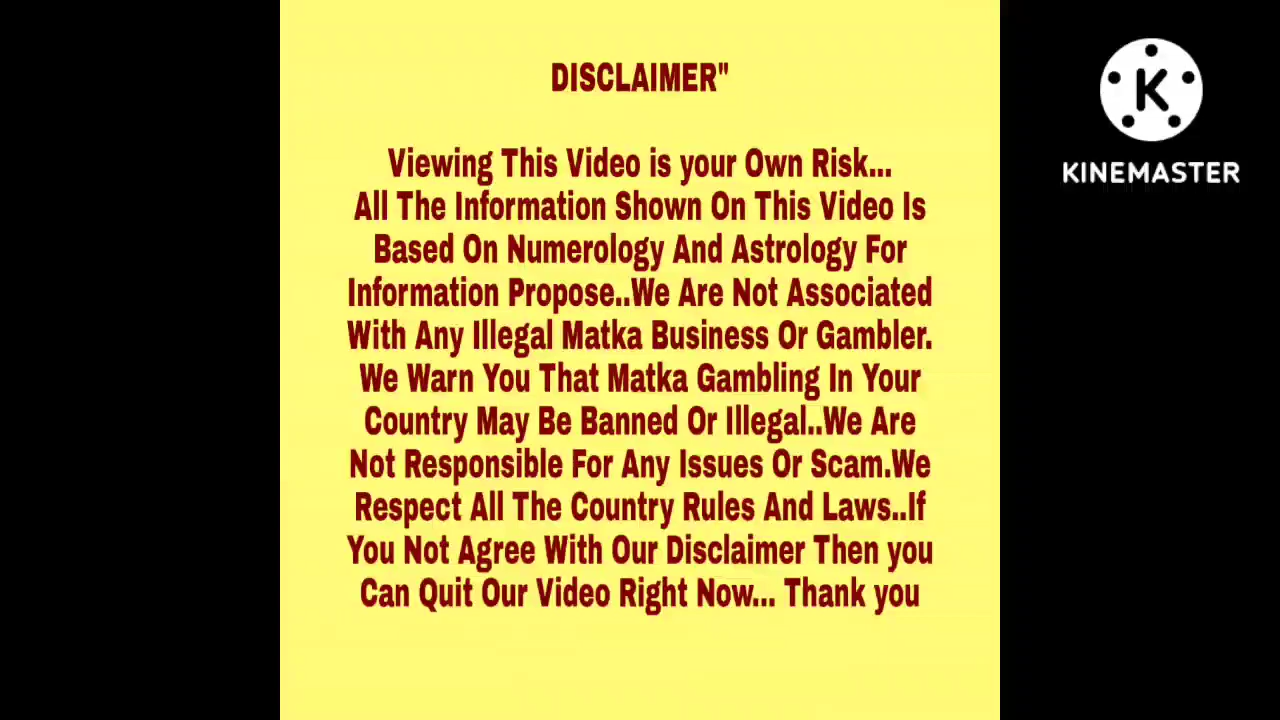 DISCLAIMER"
Viewing This Video is your Own Risk...
All The Information Shown On This Video Is
Based On Numerology And Astrology For
Information Propose..We Are Not Associated
With Any Illegal Matka Business Or Gambler.
We Warn You That Matka Gambling In Your
Country May Be Banned Or Illegal..We Are
Not Responsible For Any Issues Or Scam.We
Respect All The Country Rules And Laws..If
You Not Agree With Our Disclaimer Then you
Can Quit Our Video Right Now... Thank you
K
KINEMASTER